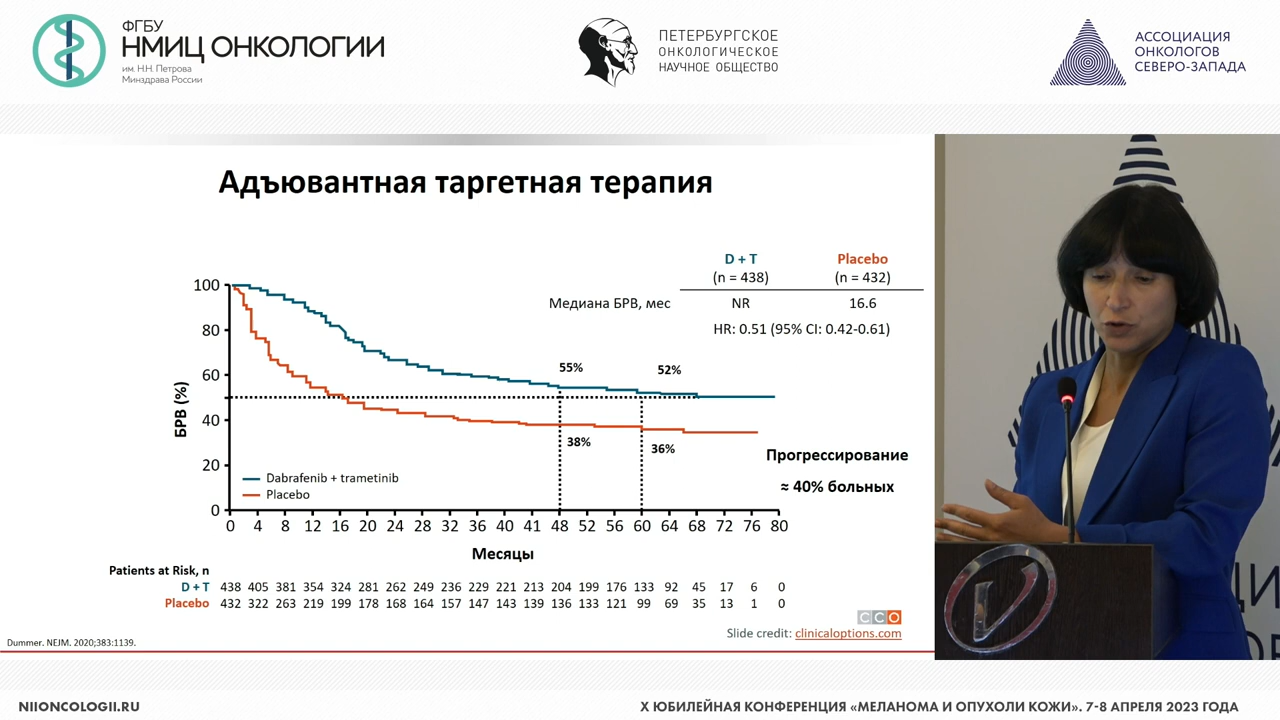 ФГБУ
НМИЦ ОНКОЛОГИИ
им. Н.Н. Петрова
Минздрава России
ПЕТЕРБУРГСКОЕ
ОНКОЛОГИЧЕСКОЕ
НАУЧНОЕ ОБЩЕСТВО
АССОЦИАЦИЯ
ОНКОЛОГОВ
СЕВЕРО-ЗАПАДА
Адъювантная таргетная терапия
D + T Placebo
(n = 438) (n = 432)
Медиана БРВ, мес NR 16.6
HR: 0.51 (95% CI: 0.42-0.61)
БРВ (%)
100
80
60
40
20
0
55%
52%
38%
36%
Dabrafenib + trametinib
Placebo
Прогрессирование
≈ 40% больных
0 4 8 12 16 20 24 28 32 36 40 41 48 52 56 60 64 68 72 76 80
Месяцы
Patients at Risk, n
D + T 438 405 381 354 324 281 262 249 236 229 221 213 204 199 176 133 92 45 17 6 0
Placebo 432 322 263 219 199 178 168 164 157 147 143 139 136 133 121 99 69 35 13 1 0
CCO
Slide credit: clinicaloptions.com
Dummer. NEJM. 2020;383:1139.
NIIONCOLOGII.RU
X ЮБИЛЕЙНАЯ КОНФЕРЕНЦИЯ «МЕЛАНОМА И ОПУХОЛИ КОЖИ». 7-8 АПРЕЛЯ 2023 ГОДА